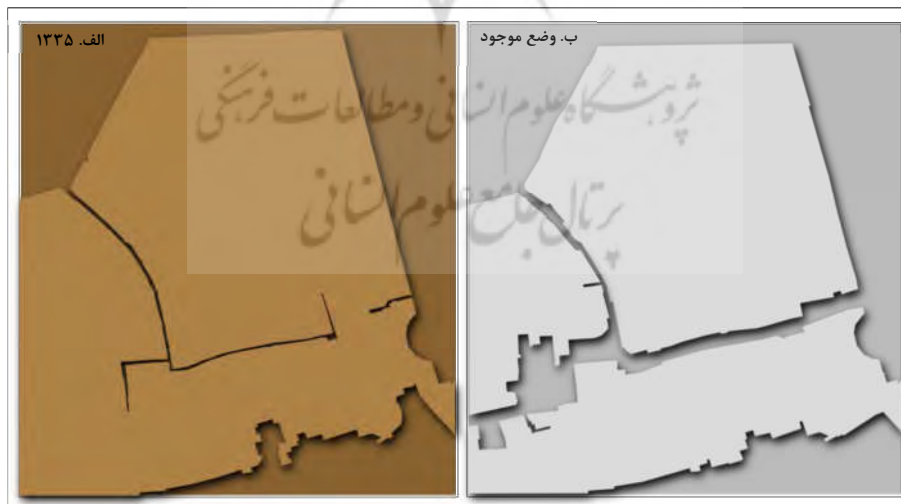 ب. وضع موجود
الف. ۱۳۳۵
پژوهشگاه علوم انسانی و مطالعات فرهنگی
پرتال جامع علوم انسانی